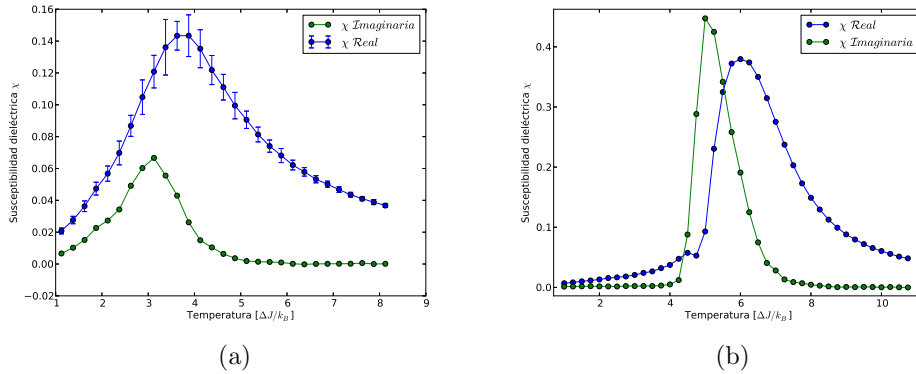 0.16
0.14
0.12
0.10
0.08
0.06
0.04
0.02
0.00
−0.02
Susceptibilidad dieléctrica χ
χ Imaginaria
χ Real
1 2 3 4 5 6 7 8 9
Temperatura [ΔJ/k_B]
(a)
0.4
0.3
0.2
0.1
0.0
Susceptibilidad dieléctrica χ
χ Real
χ Imaginaria
2 4 6 8 10
Temperatura [ΔJ/k_B]
(b)